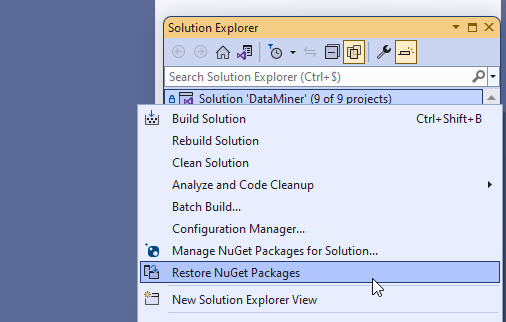 Solution Explorer
Search Solution Explorer (Ctrl+$)
Solution 'DataMiner' (9 of 9 projects)
Build Solution Ctrl+Shift+B
Rebuild Solution
Clean Solution
Analyze and Code Cleanup
Batch Build...
Configuration Manager...
Manage NuGet Packages for Solution...
Restore NuGet Packages
New Solution Explorer View